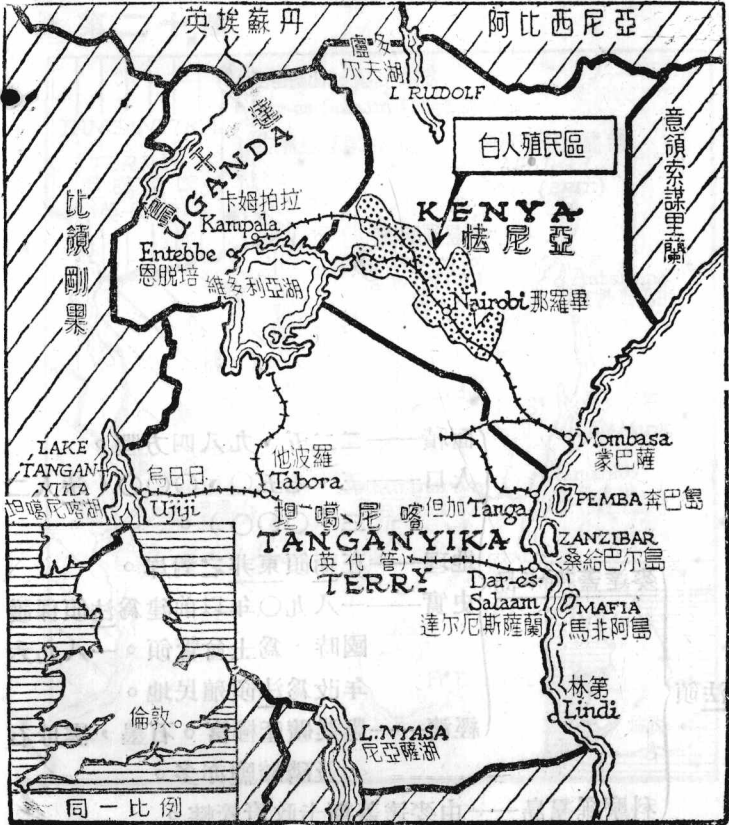 英埃蘇丹
阿比西尼亞
盧多
尔夫湖
L RUDOLF
意領索謀里蘭
白人殖民區
烏干達
UGANDA
比領剛果
卡姆拍拉
Kampala
KENYA
怯尼亞
Entebbe
恩脱培
維多利亞湖
Nairobi 那羅畢
Mombasa
蒙巴薩
LAKE
TANGAN-
YIKA
坦噶尼喀湖
烏日日
Ujiji
他波羅
Tabora
坦噶尼喀
但加 Tanga
PEMBA 奔巴島
TANGANYIKA
(英代管)
TERRY
ZANZIBAR
桑給巴尔島
Dar-es-
Salaam
達尔厄斯薩蘭
MAFIA
馬非阿島
林第
Lindi
L.NYASA
尼亞薩湖
倫敦
同一比例